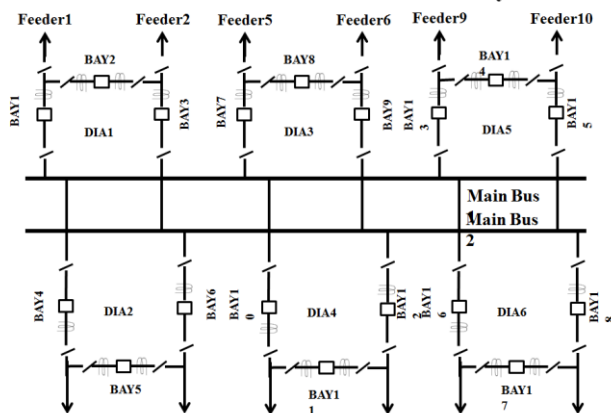 Feeder1
Feeder2
Feeder5
Feeder6
Feeder9
Feeder10
BAY2
BAY8
BAY1
4
BAY1
BAY3
BAY7
BAY9
BAY1
3
BAY1
5
DIA1
DIA3
DIA5
Main Bus
1
Main Bus
2
BAY4
BAY6
BAY1
0
BAY1
2
BAY1
6
BAY1
8
DIA2
DIA4
DIA6
BAY5
BAY1
1
BAY1
7